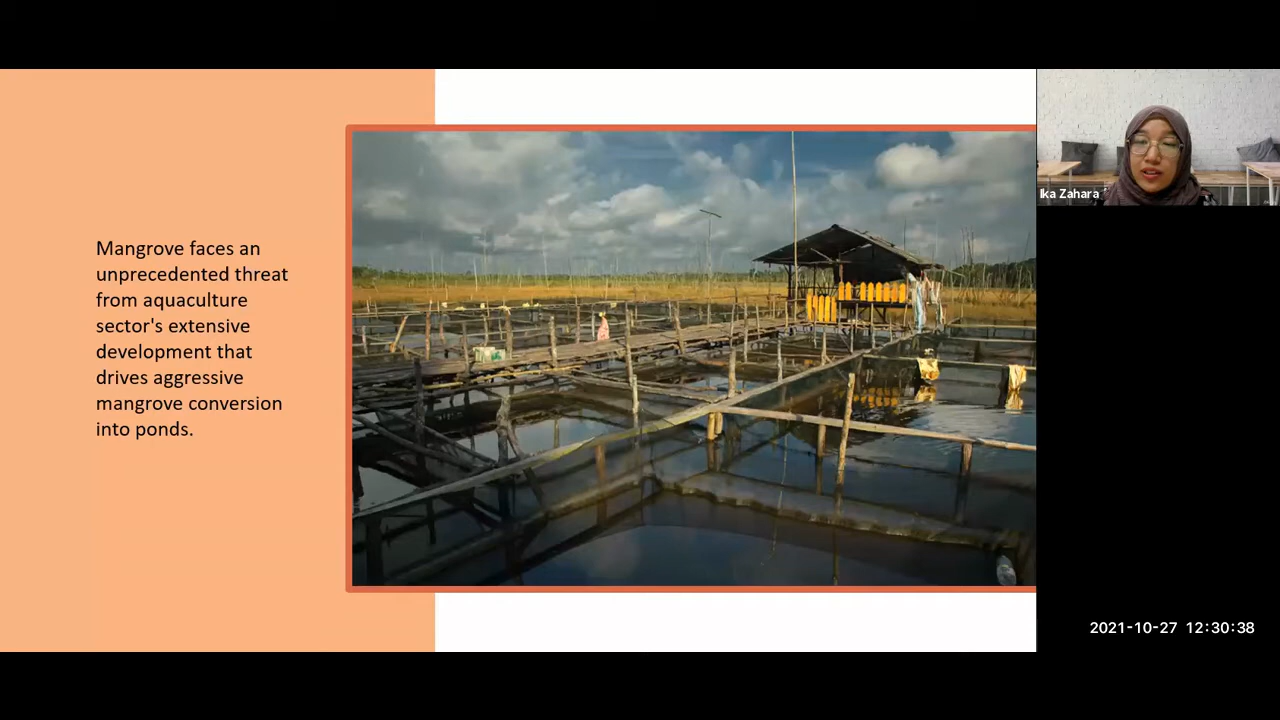 Mangrove faces an
unprecedented threat
from aquaculture
sector's extensive
development that
drives aggressive
mangrove conversion
into ponds.
Ika Zahara
2021-10-27 12:30:38